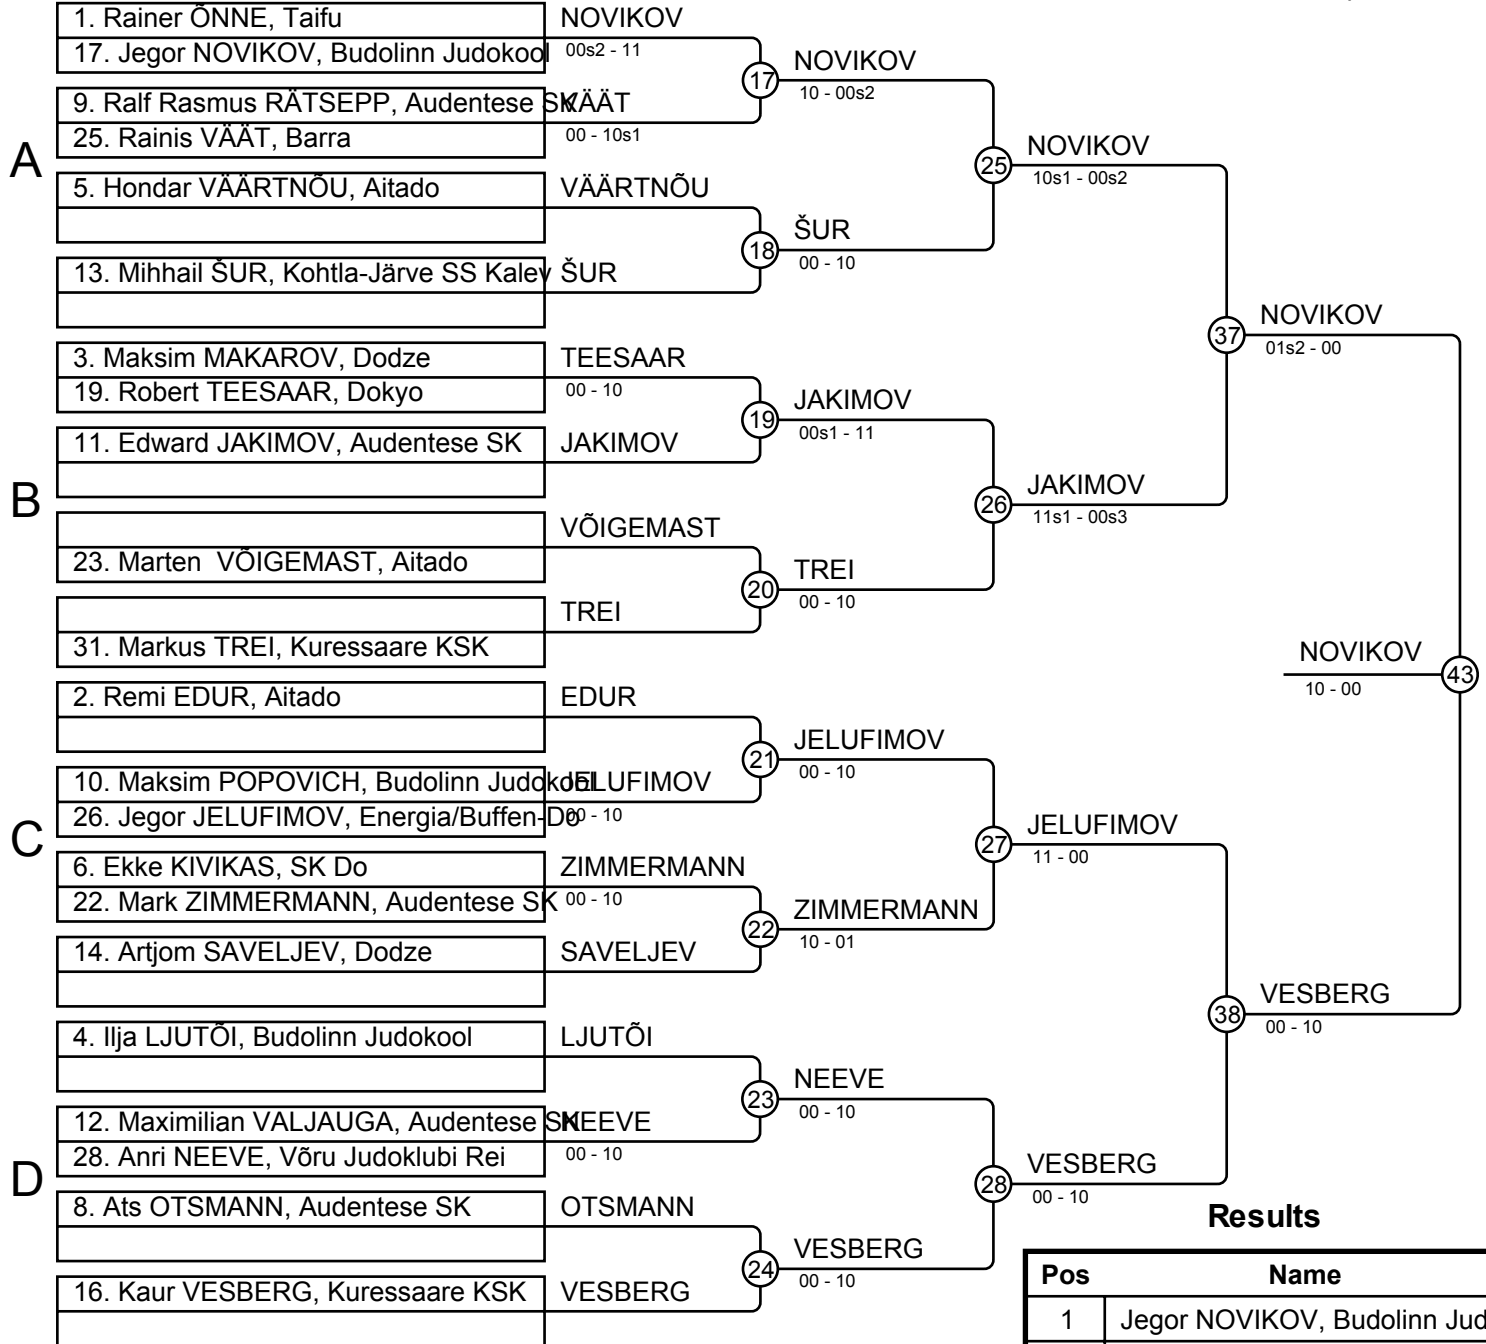 1. Rainer ÕNNE, Taifu
NOVIKOV
17. Jegor NOVIKOV, Budolinn Judokool
00s2 - 11
17
NOVIKOV
10 - 00s2
9. Ralf Rasmus RÄTSEPP, Audentese SK
VÄÄT
25. Rainis VÄÄT, Barra
00 - 10s1
A
25
NOVIKOV
10s1 - 00s2
5. Hondar VÄÄRTNÕU, Aitado
VÄÄRTNÕU
18
ŠUR
00 - 10
13. Mihhail ŠUR, Kohtla-Järve SS Kalev
ŠUR
37
NOVIKOV
01s2 - 00
3. Maksim MAKAROV, Dodze
TEESAAR
19. Robert TEESAAR, Dokyo
00 - 10
19
JAKIMOV
00s1 - 11
11. Edward JAKIMOV, Audentese SK
JAKIMOV
B
26
JAKIMOV
11s1 - 00s3
VÕIGEMAST
23. Marten  VÕIGEMAST, Aitado
20
TREI
00 - 10
TREI
31. Markus TREI, Kuressaare KSK
NOVIKOV
43
10 - 00
2. Remi EDUR, Aitado
EDUR
21
JELUFIMOV
00 - 10
10. Maksim POPOVICH, Budolinn Judokool
JELUFIMOV
26. Jegor JELUFIMOV, Energia/Buffen-Do
00 - 10
C
27
JELUFIMOV
11 - 00
6. Ekke KIVIKAS, SK Do
ZIMMERMANN
22. Mark ZIMMERMANN, Audentese SK
00 - 10
22
ZIMMERMANN
10 - 01
14. Artjom SAVELJEV, Dodze
SAVELJEV
38
VESBERG
00 - 10
4. Ilja LJUTÕI, Budolinn Judokool
LJUTÕI
23
NEEVE
00 - 10
12. Maximilian VALJAUGA, Audentese SK
NEEVE
28. Anri NEEVE, Võru Judoklubi Rei
00 - 10
D
28
VESBERG
00 - 10
8. Ats OTSMANN, Audentese SK
OTSMANN
24
VESBERG
00 - 10
16. Kaur VESBERG, Kuressaare KSK
VESBERG
Results
Pos
Name
1
Jegor NOVIKOV, Budolinn Jud